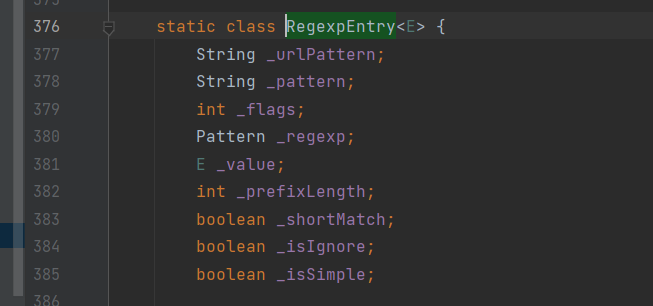 376 static class RegexpEntry<E> {
377 String _urlPattern;
378 String _pattern;
379 int _flags;
380 Pattern _regexp;
381 E _value;
382 int _prefixLength;
383 boolean _shortMatch;
384 boolean _isIgnore;
385 boolean _isSimple;
386